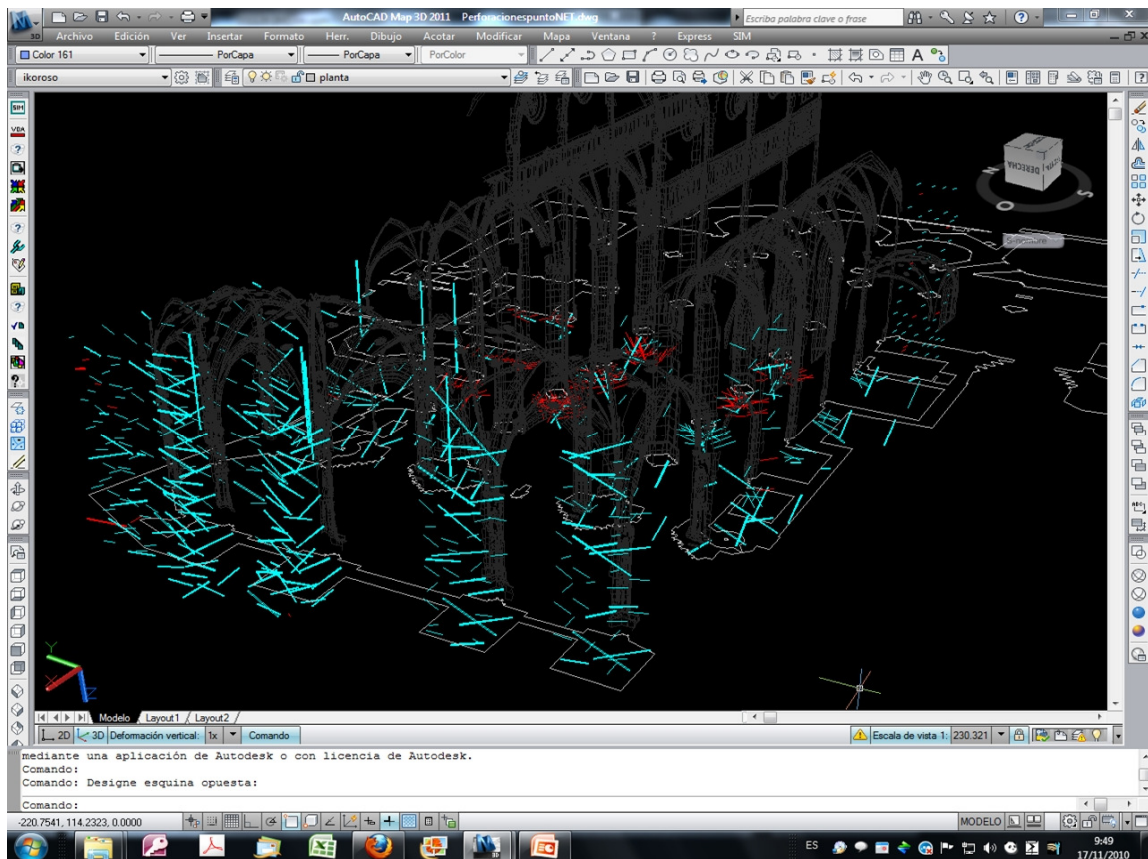 AutoCAD Map 3D 2011 PerforacionespuntoNET.dwg
Escriba palabra clave o frase
3D
Archivo Edición Ver Insertar Formato Herr. Dibujo Acotar Modificar Mapa Ventana ? Express SIM
Color 161 PorCapa PorCapa PorColor
ikoroso planta
SIM
VBA
DERECHA
N S O
Y
X Z
Modelo Layout1 Layout2
2D 3D Deformación vertical: 1x Comando Escala de vista 1: 230.321
mediante una aplicación de Autodesk o con licencia de Autodesk.
Comando:
Comando: Designe esquina opuesta:
Comando:
-220.7541, 114.2323, 0.0000 MODELO
ES 9:49
17/11/2010